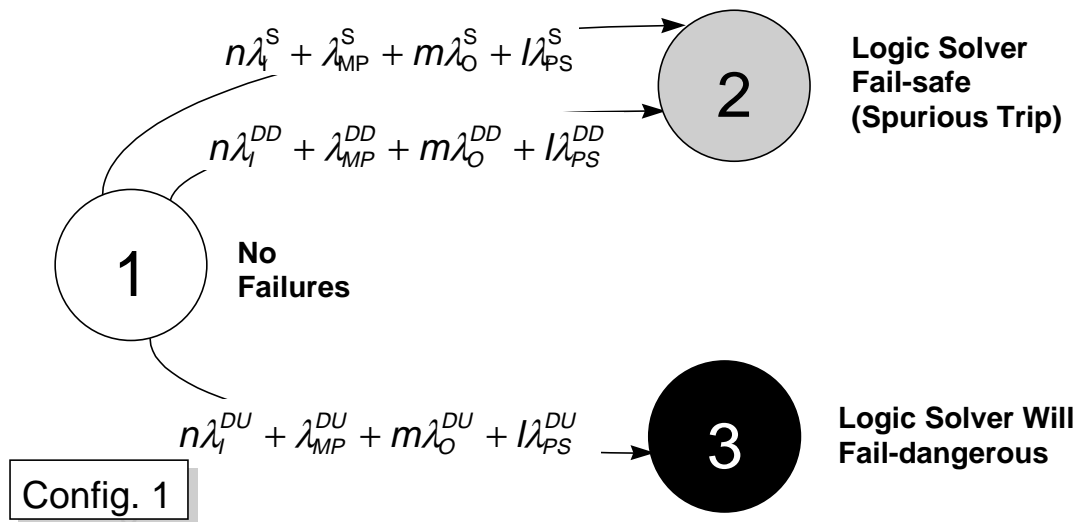 nλ_I^S + λ_MP^S + mλ_O^S + lλ_PS^S
Logic Solver
Fail-safe
(Spurious Trip)
2
nλ_I^DD + λ_MP^DD + mλ_O^DD + lλ_PS^DD
1
No
Failures
nλ_I^DU + λ_MP^DU + mλ_O^DU + lλ_PS^DU
3
Logic Solver Will
Fail-dangerous
Config. 1